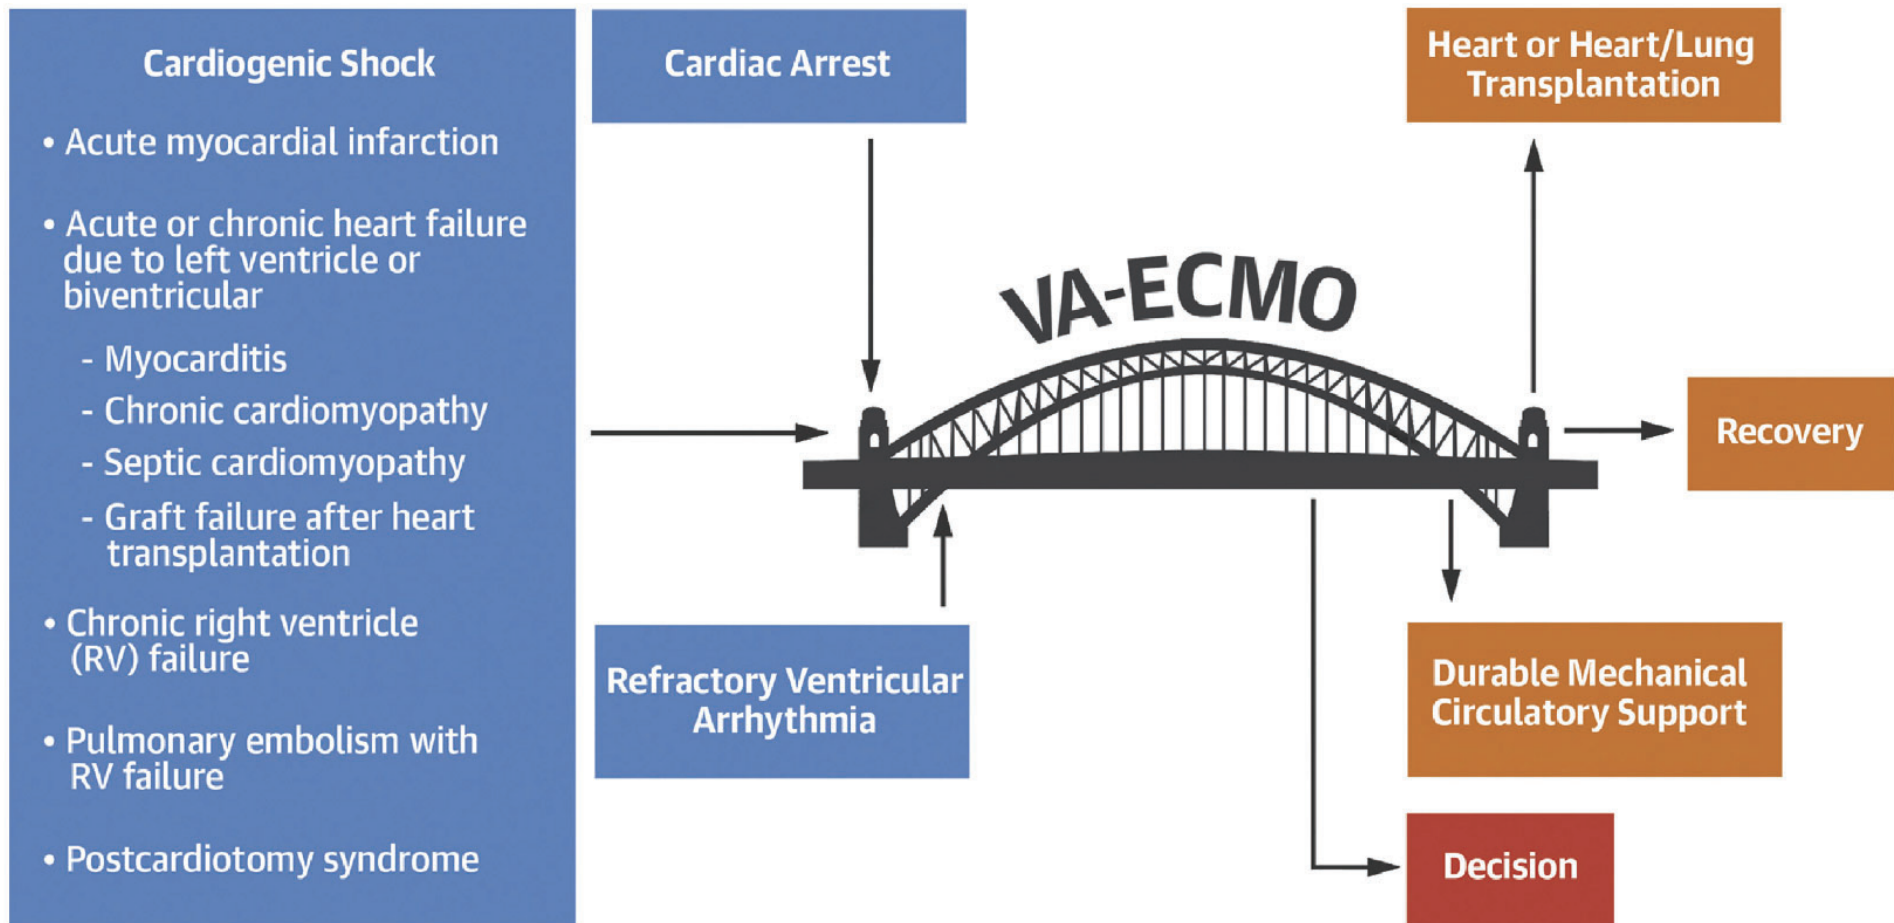 Cardiogenic Shock
• Acute myocardial infarction
• Acute or chronic heart failure
due to left ventricle or
biventricular
- Myocarditis
- Chronic cardiomyopathy
- Septic cardiomyopathy
- Graft failure after heart
transplantation
• Chronic right ventricle
(RV) failure
• Pulmonary embolism with
RV failure
• Postcardiotomy syndrome
Cardiac Arrest
Refractory Ventricular
Arrhythmia
VA-ECMO
Heart or Heart/Lung
Transplantation
Recovery
Durable Mechanical
Circulatory Support
Decision